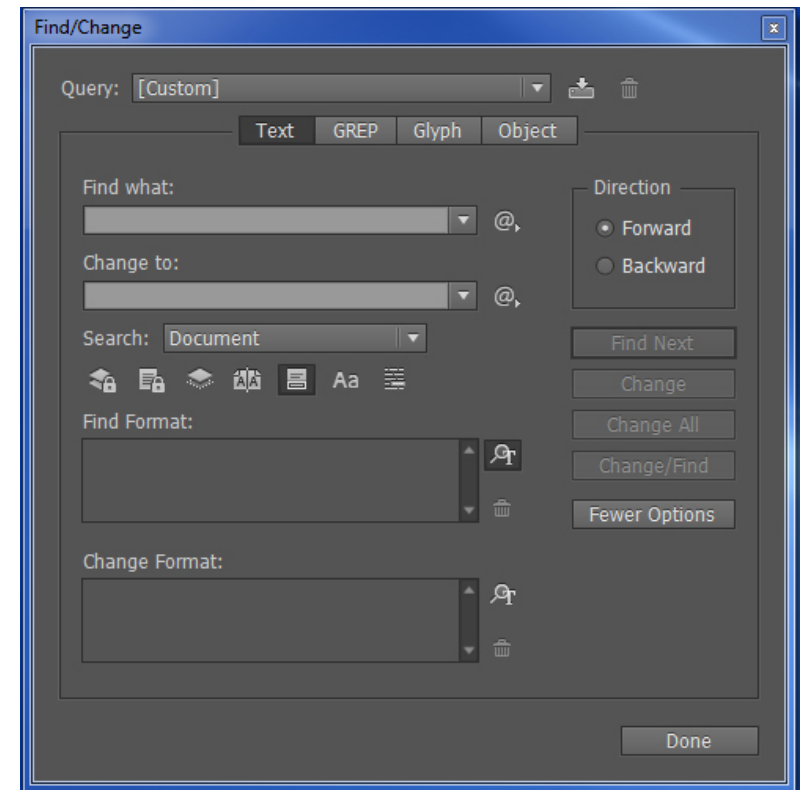 Find/Change
Query: [Custom]
Text GREP Glyph Object
Find what:
@
Change to:
@
Search: Document
Aa
Find Format:
Change Format:
Direction
Forward
Backward
Find Next
Change
Change All
Change/Find
Fewer Options
Done